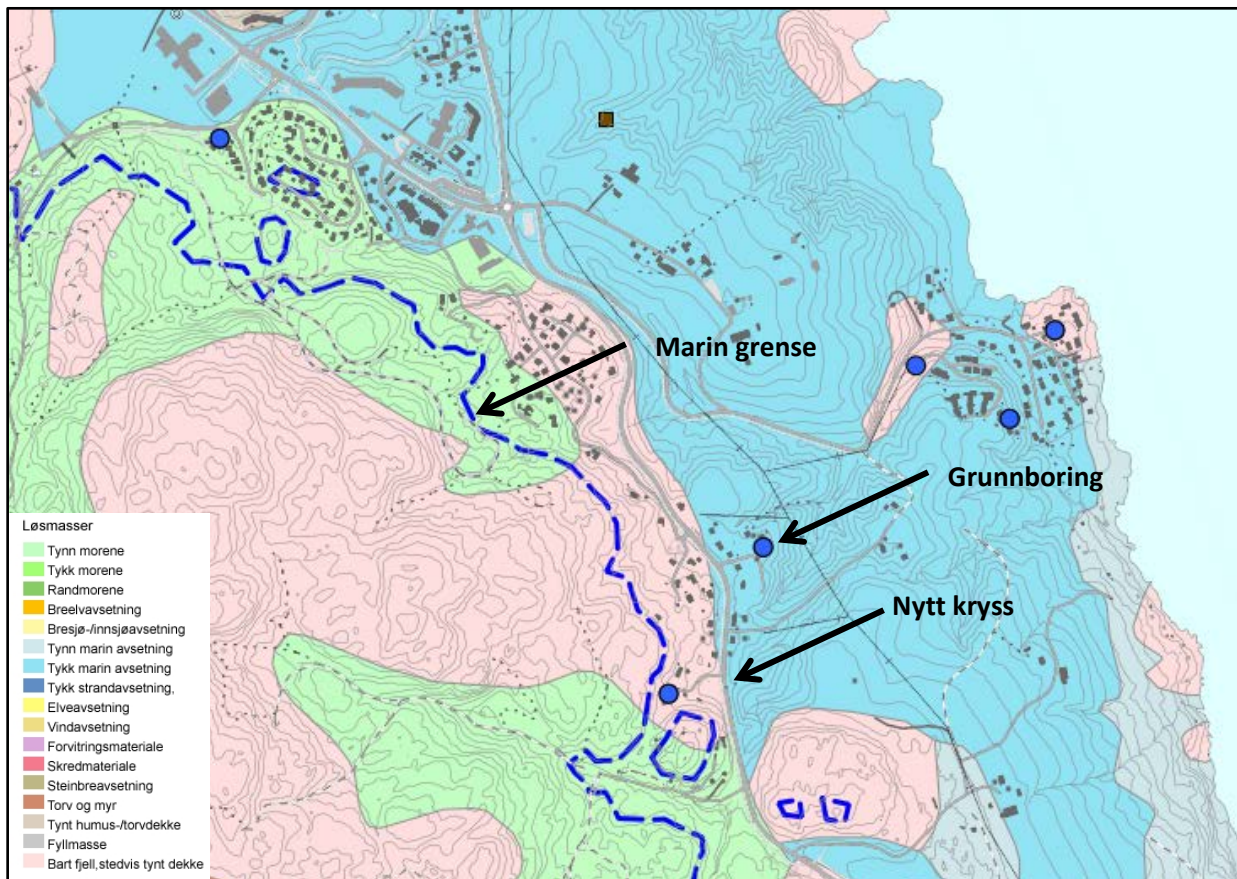 Marin grense
Grunnboring
Nytt kryss
Løsmasser
Tynn morene
Tykk morene
Randmorene
Breelvavsetning
Bresjø-/innsjøavsetning
Tynn marin avsetning
Tykk marin avsetning
Tykk strandavsetning,
Elveavsetning
Vindavsetning
Forvitringsmateriale
Skredmateriale
Steinbreavsetning
Torv og myr
Tynt humus-/torvdekke
Fyllmasse
Bart fjell,stedvis tynt dekke